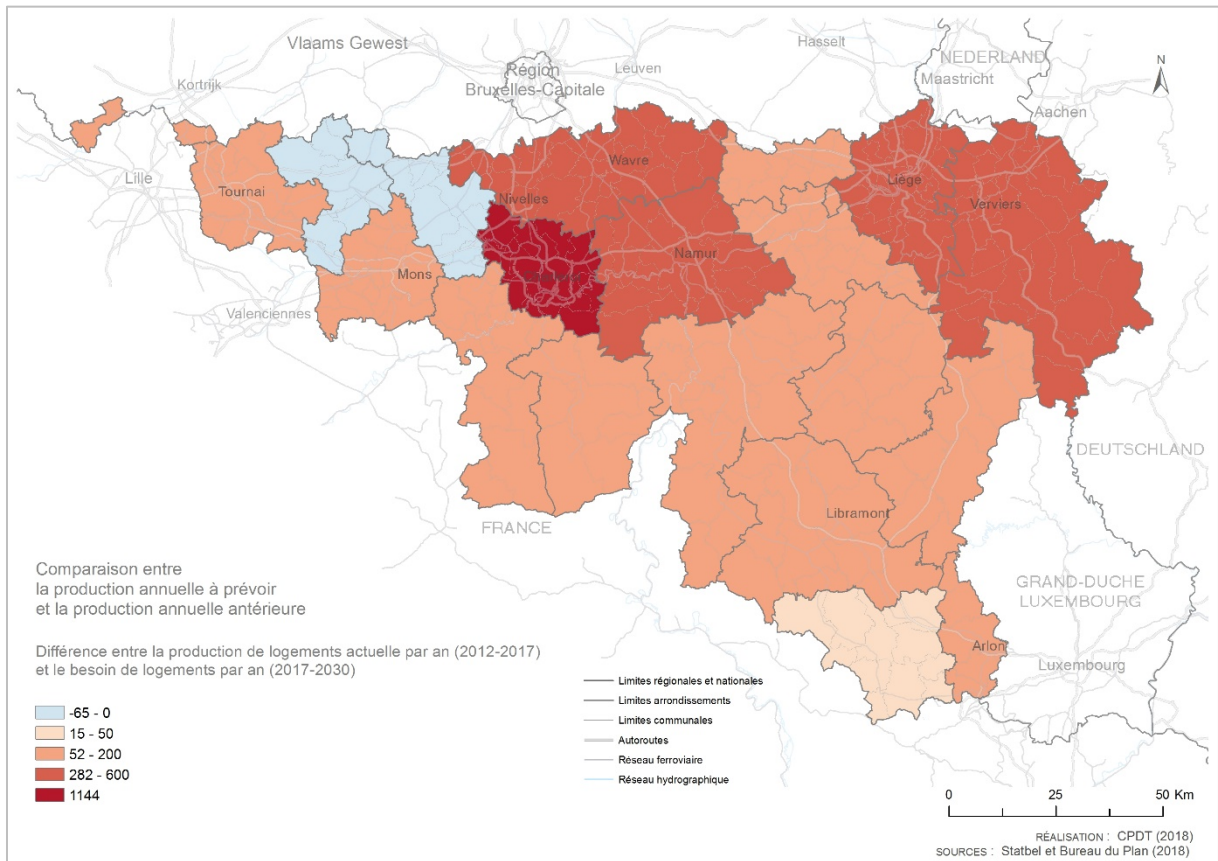 Vlaams Gewest
Hasselt
NEDERLAND
Maastricht
Région
Bruxelles-Capitale
Leuven
N
Kortrijk
Aachen
Lille
Tournai
Wavre
Nivelles
Liège
Verviers
Mons
Namur
Valenciennes
DEUTSCHLAND
Libramont
FRANCE
GRAND-DUCHE
LUXEMBOURG
Arlon
Luxembourg
Comparaison entre
la production annuelle à prévoir
et la production annuelle antérieure
Différence entre la production de logements actuelle par an (2012-2017)
et le besoin de logements par an (2017-2030)
-65 - 0
15 - 50
52 - 200
282 - 600
1144
Limites régionales et nationales
Limites arrondissements
Limites communales
Autoroutes
Réseau ferroviaire
Réseau hydrographique
0 25 50 Km
RÉALISATION : CPDT (2018)
SOURCES : Statbel et Bureau du Plan (2018)